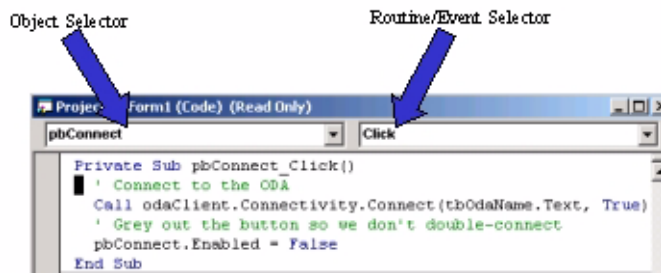 Object Selector
Routine/Event Selector
Projec Form1 (Code) (Read Only)
pbConnect
Click
Private Sub pbConnect_Click()
' Connect to the ODA
Call odaClient.Connectivity.Connect(tbOdaName.Text, True)
' Grey out the button so we don't double-connect
pbConnect.Enabled = False
End Sub